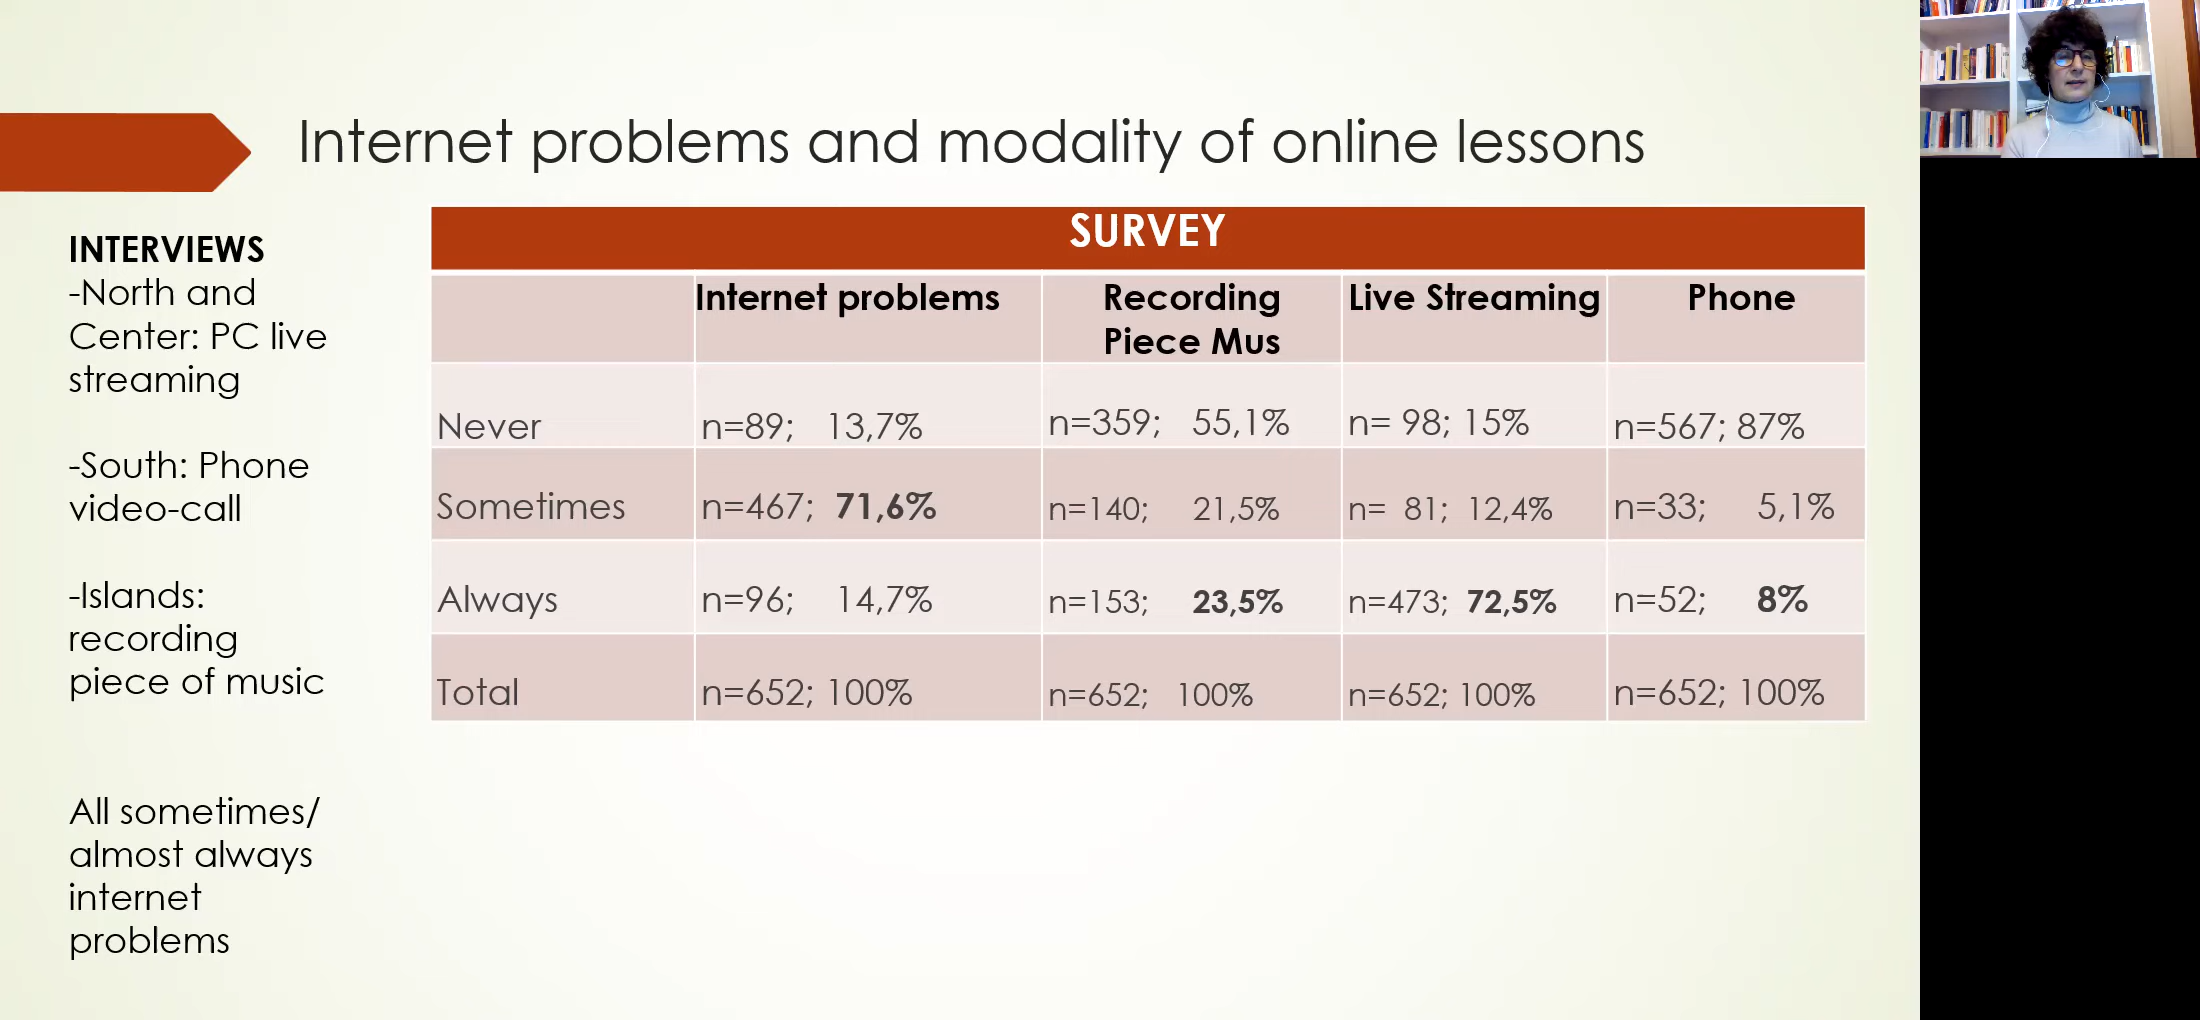 Internet problems and modality of online lessons
INTERVIEWS
-North and
Center: PC live
streaming
-South: Phone
video-call
-Islands:
recording
piece of music
All sometimes/
almost always
internet
problems
SURVEY
Internet problems Recording Piece Mus Live Streaming Phone
Never n=89; 13,7% n=359; 55,1% n= 98; 15% n=567; 87%
Sometimes n=467; 71,6% n=140; 21,5% n= 81; 12,4% n=33; 5,1%
Always n=96; 14,7% n=153; 23,5% n=473; 72,5% n=52; 8%
Total n=652; 100% n=652; 100% n=652; 100% n=652; 100%